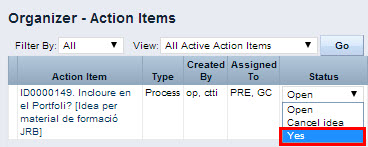 Organizer - Action Items
Filter By: All View: All Active Action Items Go
Action Item Type Created By Assigned To Status
ID0000149. Incloure en el Portfoli? [Idea per material de formació JRB] Process op, ctti PRE, GC Open
Open
Cancel idea
Yes